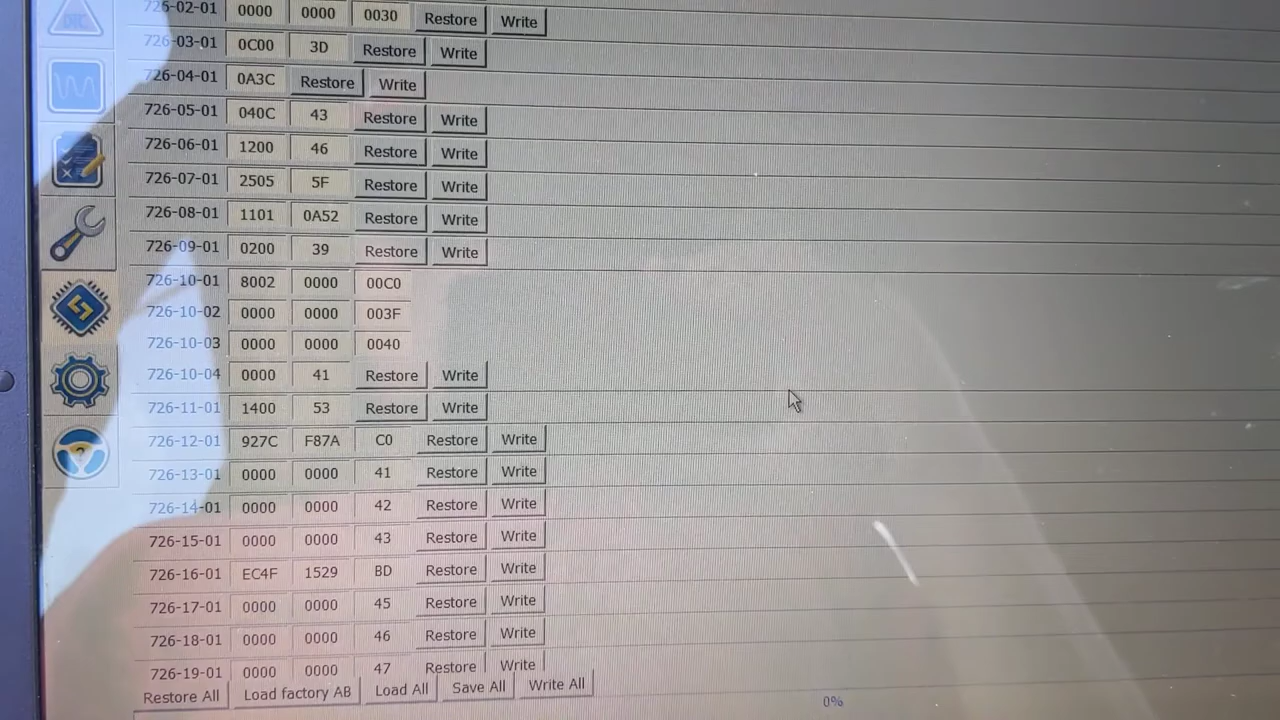 726-02-01 0000 0000 0030 Restore Write
726-03-01 0C00 3D Restore Write
726-04-01 0A3C Restore Write
726-05-01 040C 43 Restore Write
726-06-01 1200 46 Restore Write
726-07-01 2505 5F Restore Write
726-08-01 1101 0A52 Restore Write
726-09-01 0200 39 Restore Write
726-10-01 8002 0000 00C0
726-10-02 0000 0000 003F
726-10-03 0000 0000 0040
726-10-04 0000 41 Restore Write
726-11-01 1400 53 Restore Write
726-12-01 927C F87A C0 Restore Write
726-13-01 0000 0000 41 Restore Write
726-14-01 0000 0000 42 Restore Write
726-15-01 0000 0000 43 Restore Write
726-16-01 EC4F 1529 BD Restore Write
726-17-01 0000 0000 45 Restore Write
726-18-01 0000 0000 46 Restore Write
726-19-01 0000 0000 47 Restore Write
Restore All Load factory AB Load All Save All Write All
0%